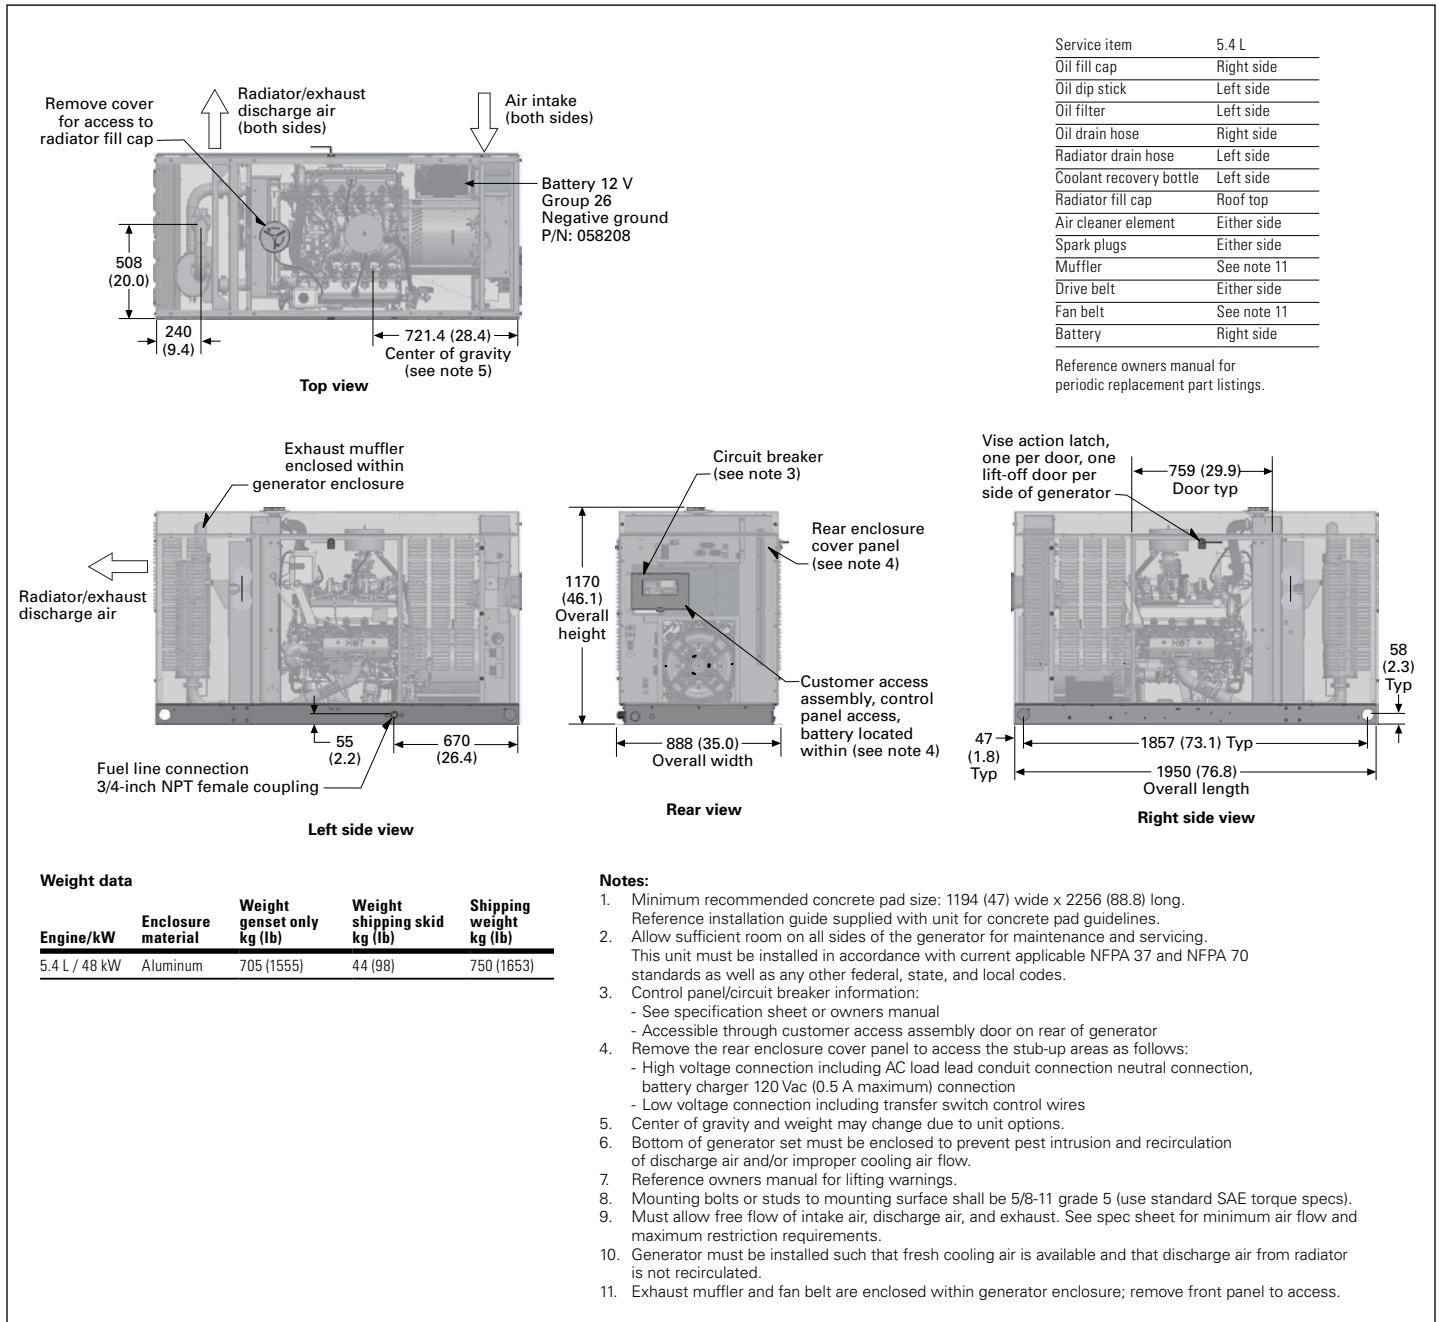 Service item 5.4 L
Oil fill cap Right side
Oil dip stick Left side
Oil filter Left side
Oil drain hose Right side
Radiator drain hose Left side
Coolant recovery bottle Left side
Radiator fill cap Roof top
Air cleaner element Either side
Spark plugs Either side
Muffler See note 11
Drive belt Either side
Fan belt See note 11
Battery Right side
Reference owners manual for
periodic replacement part listings.
Remove cover
for access to
radiator fill cap
Radiator/exhaust
discharge air
(both sides)
Air intake
(both sides)
Battery 12 V
Group 26
Negative ground
P/N: 058208
508
(20.0)
240
(9.4)
721.4 (28.4)
Center of gravity
(see note 5)
Top view
Exhaust muffler
enclosed within
generator enclosure
Radiator/exhaust
discharge air
HOT
55
(2.2)
670
(26.4)
Fuel line connection
3/4-inch NPT female coupling
Left side view
Circuit breaker
(see note 3)
Rear enclosure
cover panel
(see note 4)
1170
(46.1)
Overall
height
Customer access
assembly, control
panel access,
battery located
within (see note 4)
888 (35.0)
Overall width
Rear view
Vise action latch,
one per door, one
lift-off door per
side of generator
759 (29.9)
Door typ
HOT
58
(2.3)
Typ
47
(1.8)
Typ
1857 (73.1) Typ
1950 (76.8)
Overall length
Right side view
Weight data
Engine/kW Enclosure material Weight genset only kg (lb) Weight shipping skid kg (lb) Shipping weight kg (lb)
5.4 L / 48 kW Aluminum 705 (1555) 44 (98) 750 (1653)
Notes:
1. Minimum recommended concrete pad size: 1194 (47) wide x 2256 (88.8) long.
Reference installation guide supplied with unit for concrete pad guidelines.
2. Allow sufficient room on all sides of the generator for maintenance and servicing.
This unit must be installed in accordance with current applicable NFPA 37 and NFPA 70
standards as well as any other federal, state, and local codes.
3. Control panel/circuit breaker information:
- See specification sheet or owners manual
- Accessible through customer access assembly door on rear of generator
4. Remove the rear enclosure cover panel to access the stub-up areas as follows:
- High voltage connection including AC load lead conduit connection neutral connection,
battery charger 120 Vac (0.5 A maximum) connection
- Low voltage connection including transfer switch control wires
5. Center of gravity and weight may change due to unit options.
6. Bottom of generator set must be enclosed to prevent pest intrusion and recirculation
of discharge air and/or improper cooling air flow.
7. Reference owners manual for lifting warnings.
8. Mounting bolts or studs to mounting surface shall be 5/8-11 grade 5 (use standard SAE torque specs).
9. Must allow free flow of intake air, discharge air, and exhaust. See spec sheet for minimum air flow and
maximum restriction requirements.
10. Generator must be installed such that fresh cooling air is available and that discharge air from radiator
is not recirculated.
11. Exhaust muffler and fan belt are enclosed within generator enclosure; remove front panel to access.